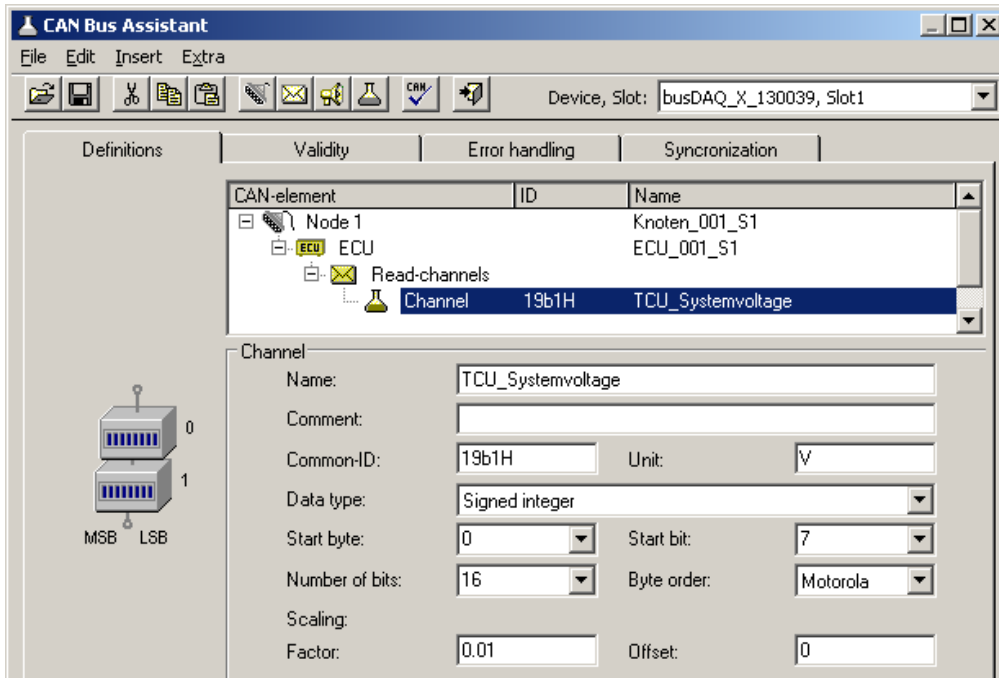 CAN Bus Assistant
File Edit Insert Extra
CAN Device, Slot: busDAQ_X_130039, Slot1
Definitions Validity Error handling Syncronization
CAN-element ID Name
Node 1 Knoten_001_S1
ECU ECU ECU_001_S1
Read-channels
Channel 19b1H TCU_Systemvoltage
Channel
Name: TCU_Systemvoltage
Comment:
Common-ID: 19b1H Unit: V
Data type: Signed integer
Start byte: 0 Start bit: 7
Number of bits: 16 Byte order: Motorola
Scaling:
Factor: 0.01 Offset: 0
0
1
MSB LSB